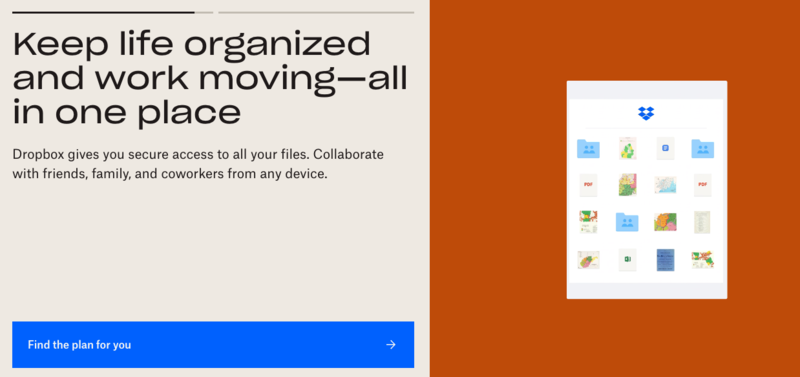 Keep life organized
and work moving—all
in one place
Dropbox gives you secure access to all your files. Collaborate
with friends, family, and coworkers from any device.
Find the plan for you
PDF
PDF